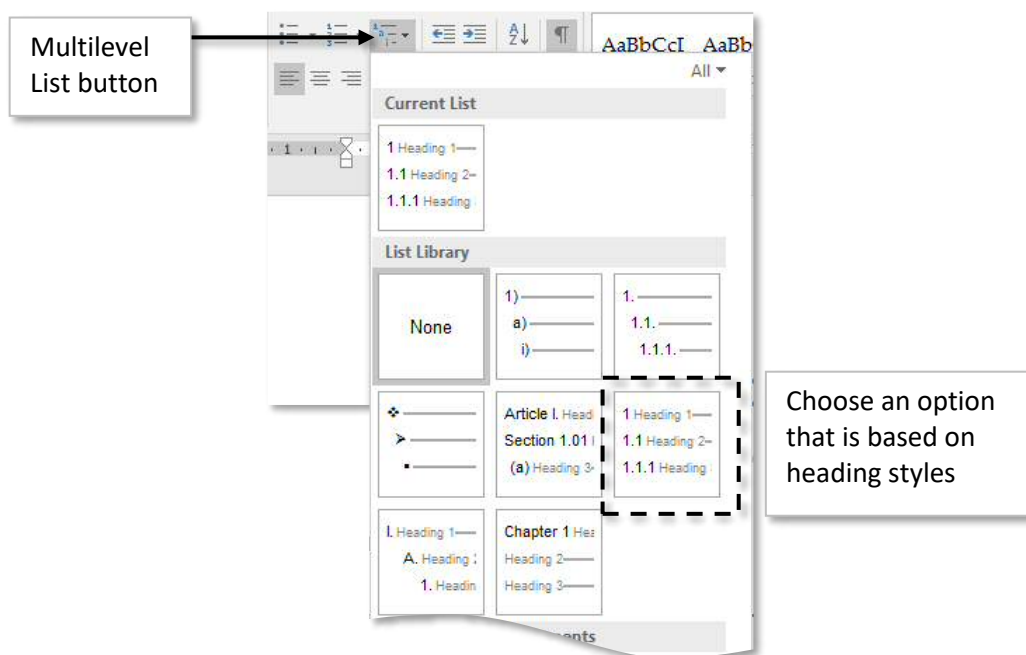 Multilevel
List button
AaBbCcI AaBb
All
1
Current List
1 Heading 1
1.1 Heading 2
1.1.1 Heading
List Library
None
1)
a)
i)
1.
1.1.
1.1.1.
Article I. Head
Section 1.01
(a) Heading 3
1 Heading 1
1.1 Heading 2
1.1.1 Heading
Choose an option
that is based on
heading styles
I. Heading 1
A. Heading 2
1. Headin
Chapter 1 Hea
Heading 2
Heading 3